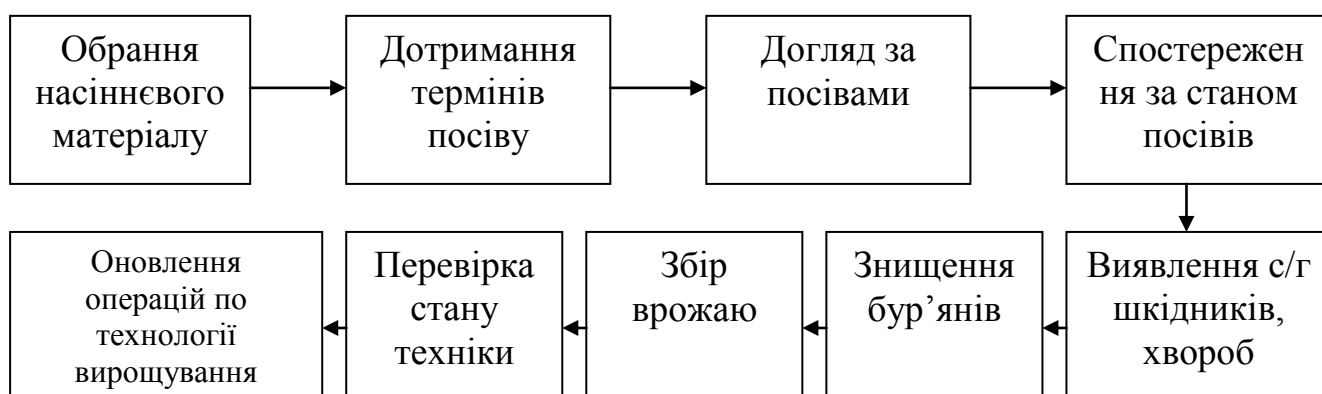 Обрання
насіннєвого
матеріалу
Дотримання
термінів
посіву
Догляд за
посівами
Спостережен
ня за станом
посівів
Виявлення с/г
шкідників,
хвороб
Знищення
бур’янів
Збір
врожаю
Перевірка
стану
техніки
Оновлення
операцій по
технології
вирощування